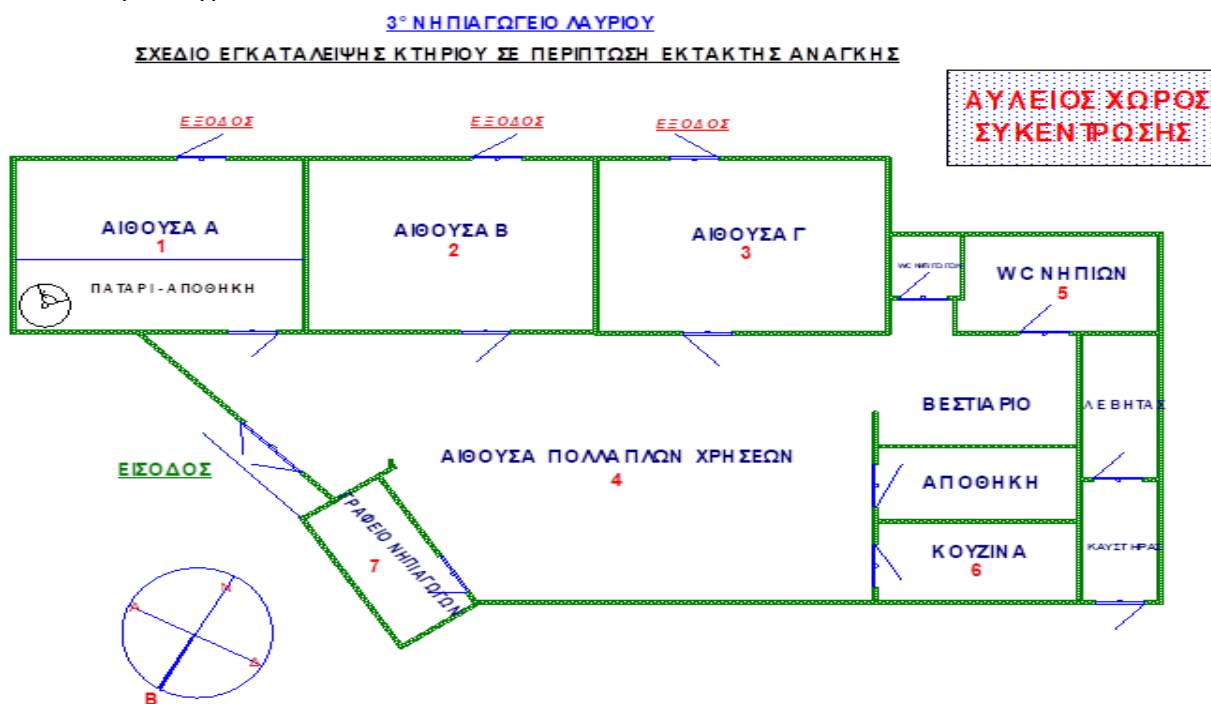 3° ΝΗΠΙΑΓΩΓΕΙΟ ΛΑΥΡΙΟΥ
ΣΧΕΔΙΟ ΕΓΚΑΤΑΛΕΙΨΗΣ ΚΤΗΡΙΟΥ ΣΕ ΠΕΡΙΠΤΩΣΗ ΕΚΤΑΚΤΗΣ ΑΝΑΓΚΗΣ
ΑΥΛΕΙΟΣ ΧΩΡΟΣ
ΣΥΚΕΝΤΡΩΣΗΣ
ΕΞΟΔΟΣ
ΕΞΟΔΟΣ
ΕΞΟΔΟΣ
ΑΙΘΟΥΣΑ Α
1
ΑΙΘΟΥΣΑ Β
2
ΑΙΘΟΥΣΑ Γ
3
WC ΝΗΠΙΑΓΩΓΩΝ
WC ΝΗΠΙΩΝ
5
ΠΑΤΑΡΙ-ΑΠΟΘΗΚΗ
ΒΕΣΤΙΑΡΙΟ
ΛΕΒΗΤΑΣ
ΕΙΣΟΔΟΣ
ΑΙΘΟΥΣΑ ΠΟΛΛΑΠΛΩΝ ΧΡΗΣΕΩΝ
4
ΑΠΟΘΗΚΗ
ΓΡΑΦΕΙΟ ΝΗΠΙΑΓΩΓΩΝ
7
ΚΟΥΖΙΝΑ
6
ΚΑΥΣΤΗΡΑΣ
Ν
Α
Δ
Β